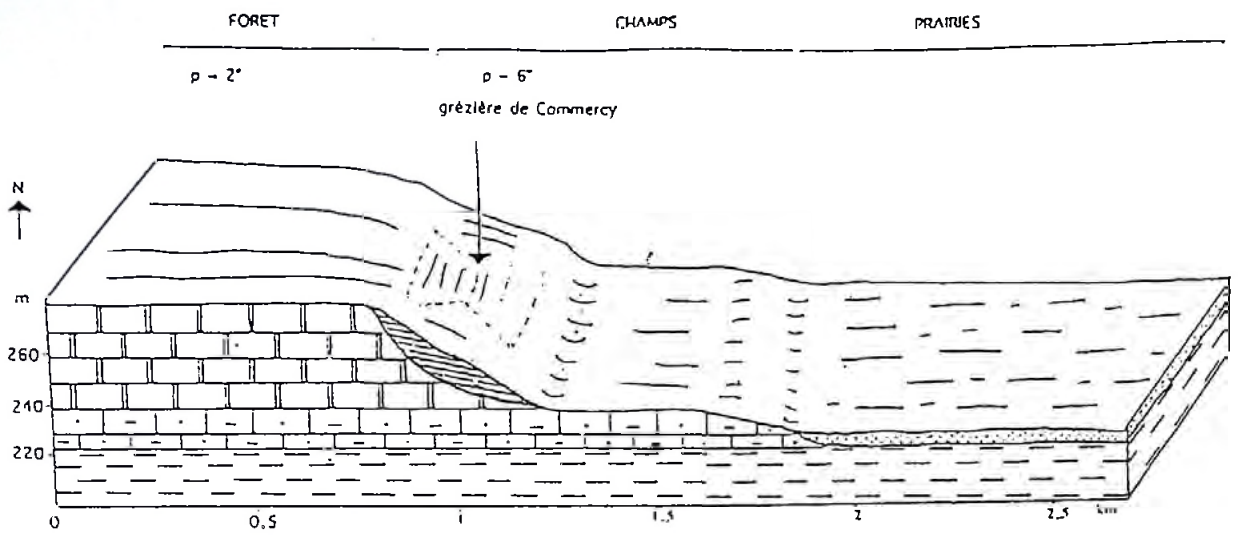 FORET CHAMPS PRAIRIES
p - 2° p - 6°
grézière de Commercy
N
m
260
240
220
0 0.5 1 1.5 2 2.5 km